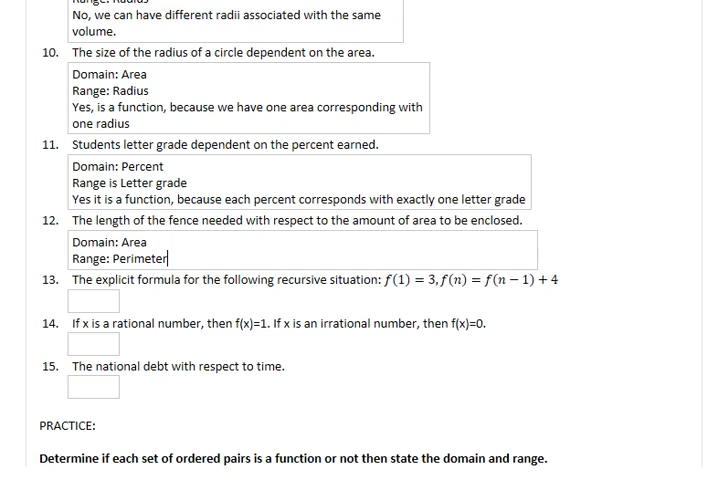 No, we can have different radii associated with the same
volume.
10. The size of the radius of a circle dependent on the area.
Domain: Area
Range: Radius
Yes, is a function, because we have one area corresponding with
one radius
11. Students letter grade dependent on the percent earned.
Domain: Percent
Range is Letter grade
Yes it is a function, because each percent corresponds with exactly one letter grade
12. The length of the fence needed with respect to the amount of area to be enclosed.
Domain: Area
Range: Perimeter
13. The explicit formula for the following recursive situation: f(1) = 3, f(n) = f(n − 1) + 4
14. If x is a rational number, then f(x)=1. If x is an irrational number, then f(x)=0.
15. The national debt with respect to time.
PRACTICE:
Determine if each set of ordered pairs is a function or not then state the domain and range.